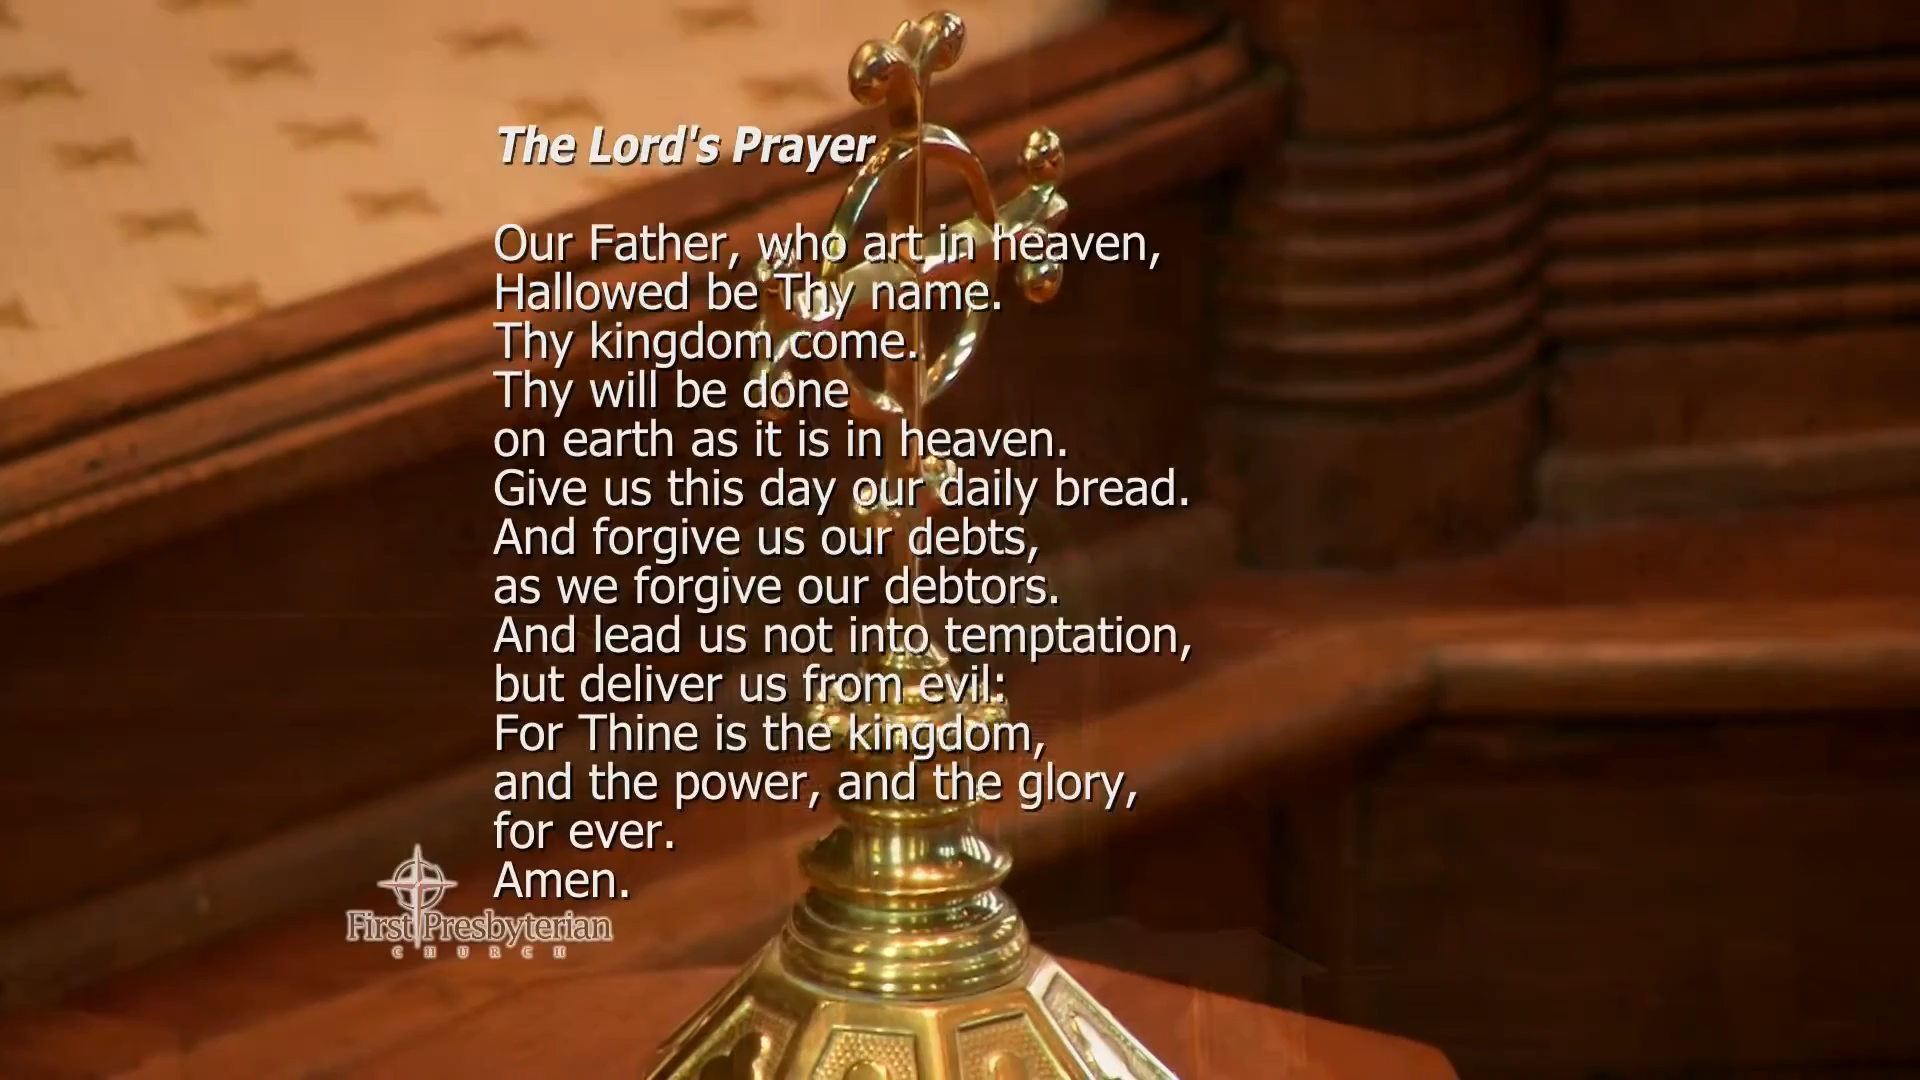 The Lord's Prayer
Our Father, who art in heaven,
Hallowed be Thy name.
Thy kingdom come.
Thy will be done
on earth as it is in heaven.
Give us this day our daily bread.
And forgive us our debts,
as we forgive our debtors.
And lead us not into temptation,
but deliver us from evil:
For Thine is the kingdom,
and the power, and the glory,
for ever.
Amen.
First Presbyterian
CHURCH